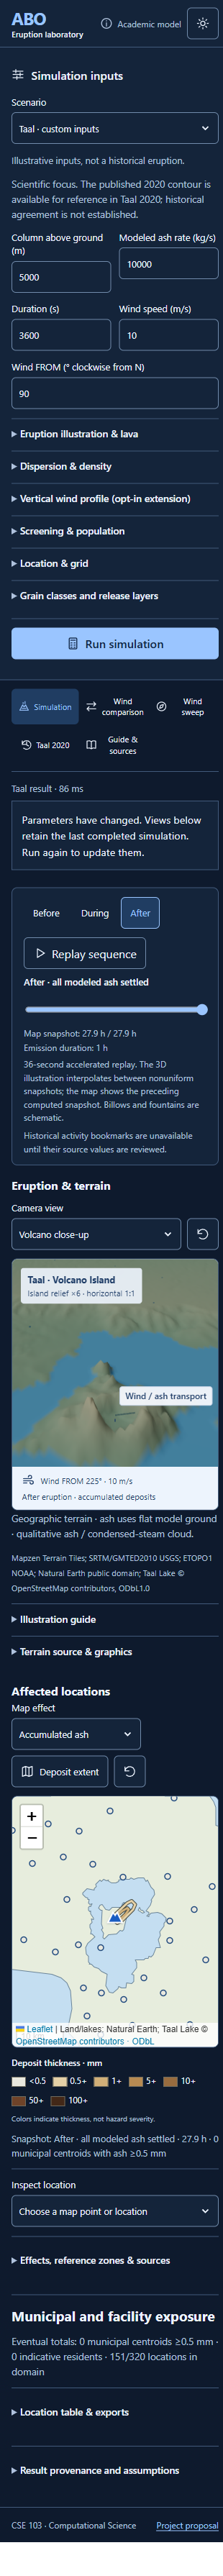 ABO
Eruption laboratory
Academic model
Simulation inputs
Scenario
Taal · custom inputs
Illustrative inputs, not a historical eruption.
Scientific focus. The published 2020 contour is
available for reference in Taal 2020; historical
agreement is not established.
Column above ground
(m)
5000
Modeled ash rate (kg/s)
10000
Duration (s)
3600
Wind speed (m/s)
10
Wind FROM (° clockwise from N)
90
Eruption illustration & lava
Dispersion & density
Vertical wind profile (opt-in extension)
Screening & population
Location & grid
Grain classes and release layers
Run simulation
Simulation
Wind
comparison
Wind
sweep
Taal 2020
Guide &
sources
Taal result · 86 ms
Parameters have changed. Views below
retain the last completed simulation.
Run again to update them.
Before
During
After
Replay sequence
After · all modeled ash settled
Map snapshot: 27.9 h / 27.9 h
Emission duration: 1 h
36-second accelerated replay. The 3D
illustration interpolates between nonuniform
snapshots; the map shows the preceding
computed snapshot. Billows and fountains are
schematic.
Historical activity bookmarks are unavailable
until their source values are reviewed.
Eruption & terrain
Camera view
Volcano close-up
Taal · Volcano Island
Island relief ×6 · horizontal 1:1
Wind / ash transport
Wind FROM 225° · 10 m/s
After eruption · accumulated deposits
Geographic terrain · ash uses flat model ground
· qualitative ash / condensed-steam cloud.
Mapzen Terrain Tiles; SRTM/GMTED2010 USGS; ETOPO1
NOAA; Natural Earth public domain; Taal Lake ©
OpenStreetMap contributors, ODbL1.0
Illustration guide
Terrain source & graphics
Affected locations
Map effect
Accumulated ash
Deposit extent
+
−
Leaflet | Land/lakes: Natural Earth; Taal Lake ©
OpenStreetMap contributors · ODbL
Deposit thickness · mm
<0.5
0.5+
1+
5+
10+
50+
100+
Colors indicate thickness, not hazard severity.
Snapshot: After · all modeled ash settled · 27.9 h · 0
municipal centroids with ash ≥0.5 mm
Inspect location
Choose a map point or location
Effects, reference zones & sources
Municipal and facility exposure
Eventual totals: 0 municipal centroids ≥0.5 mm ·
0 indicative residents · 151/320 locations in
domain
Location table & exports
Result provenance and assumptions
CSE 103 · Computational Science
Project proposal